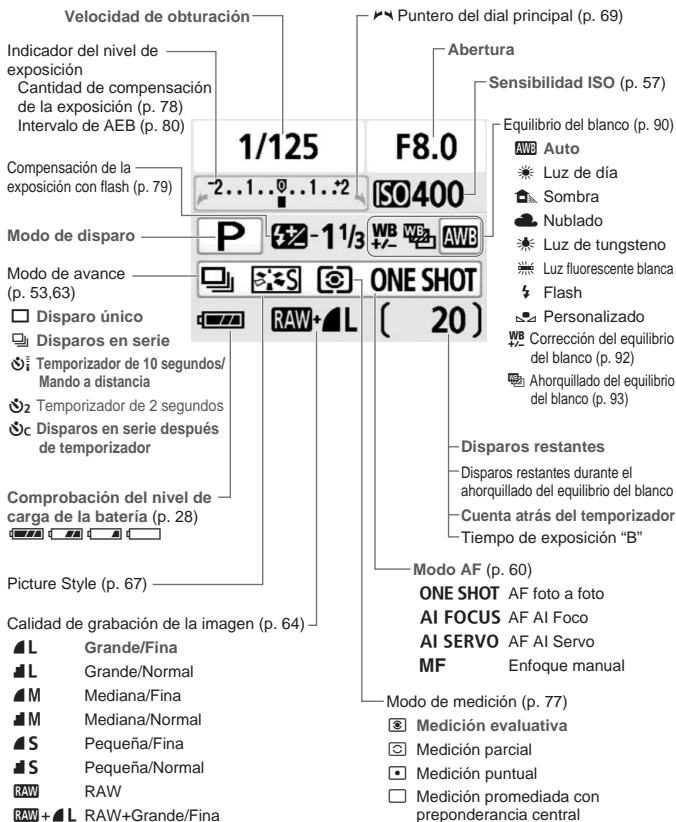 Velocidad de obturación
Puntero del dial principal (p. 69)
Indicador del nivel de
exposición
Cantidad de compensación
de la exposición (p. 78)
Intervalo de AEB (p. 80)
Abertura
Sensibilidad ISO (p. 57)
Compensación de la
exposición con flash (p. 79)
Modo de disparo
Modo de avance
(p. 53,63)
Disparo único
Disparos en serie
Temporizador de 10 segundos/
Mando a distancia
2 Temporizador de 2 segundos
C Disparos en serie después
de temporizador
Comprobación del nivel de
carga de la batería (p. 28)
Picture Style (p. 67)
Calidad de grabación de la imagen (p. 64)
L Grande/Fina
L Grande/Normal
M Mediana/Fina
M Mediana/Normal
S Pequeña/Fina
S Pequeña/Normal
RAW RAW
RAW + L RAW+Grande/Fina
1/125 F8.0
-2..1..0..1..+2 ISO 400
P -1 1/3 WB +/- WB AWB
S ONE SHOT
RAW + L ( 20 )
Equilibrio del blanco (p. 90)
AWB Auto
Luz de día
Sombra
Nublado
Luz de tungsteno
Luz fluorescente blanca
Flash
Personalizado
WB +/- Corrección del equilibrio
del blanco (p. 92)
WB Ahorquillado del equilibrio
del blanco (p. 93)
Disparos restantes
Disparos restantes durante el
ahorquillado del equilibrio del blanco
Cuenta atrás del temporizador
Tiempo de exposición “B”
Modo AF (p. 60)
ONE SHOT AF foto a foto
AI FOCUS AF AI Foco
AI SERVO AF AI Servo
MF Enfoque manual
Modo de medición (p. 77)
Medición evaluativa
Medición parcial
Medición puntual
Medición promediada con
preponderancia central